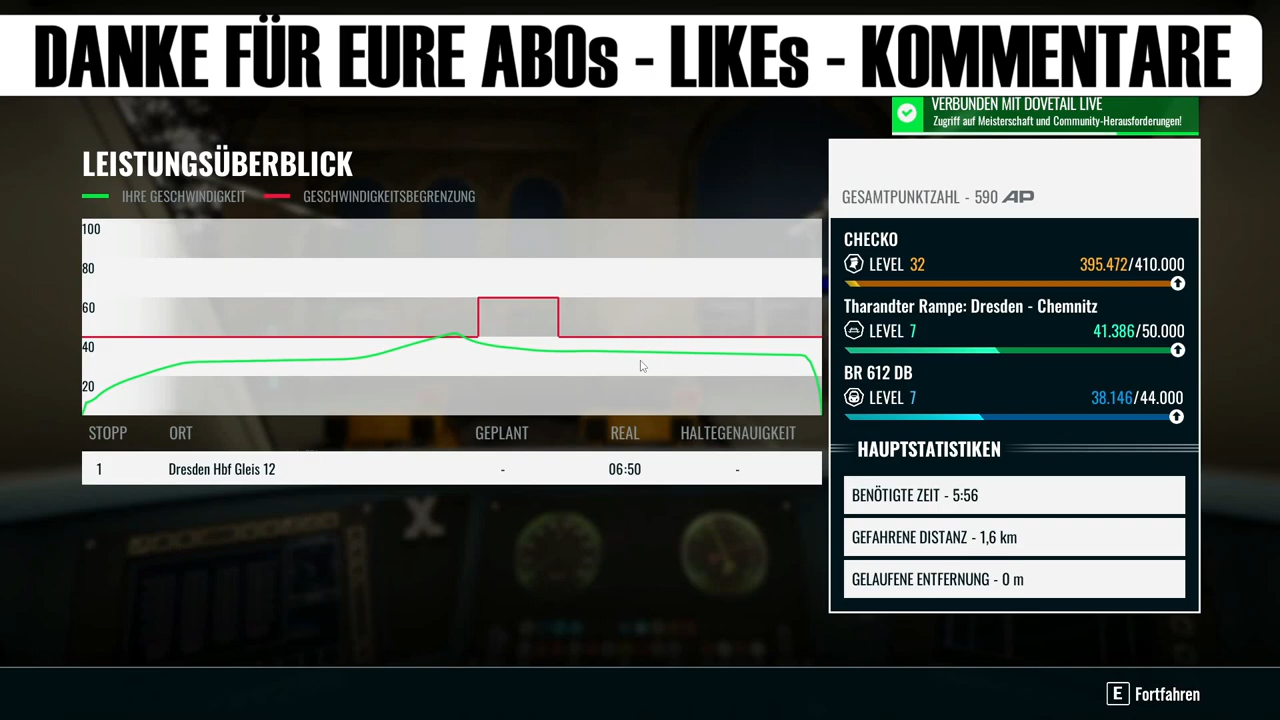 DANKE FÜR EURE ABOs - LIKEs - KOMMENTARE
VERBUNDEN MIT DOVETAIL LIVE
Zugriff auf Meisterschaft und Community-Herausforderungen!
LEISTUNGSÜBERBLICK
IHRE GESCHWINDIGKEIT GESCHWINDIGKEITSBEGRENZUNG
100
80
60
40
20
STOPP ORT GEPLANT REAL HALTEGENAUIGKEIT
1 Dresden Hbf Gleis 12 - 06:50 -
GESAMTPUNKTZAHL - 590 AP
CHECKO
LEVEL 32 395.472/410.000
Tharandter Rampe: Dresden - Chemnitz
LEVEL 7 41.386/50.000
BR 612 DB
LEVEL 7 38.146/44.000
HAUPTSTATISTIKEN
BENÖTIGTE ZEIT - 5:56
GEFAHRENE DISTANZ - 1,6 km
GELAUFENE ENTFERNUNG - 0 m
E Fortfahren